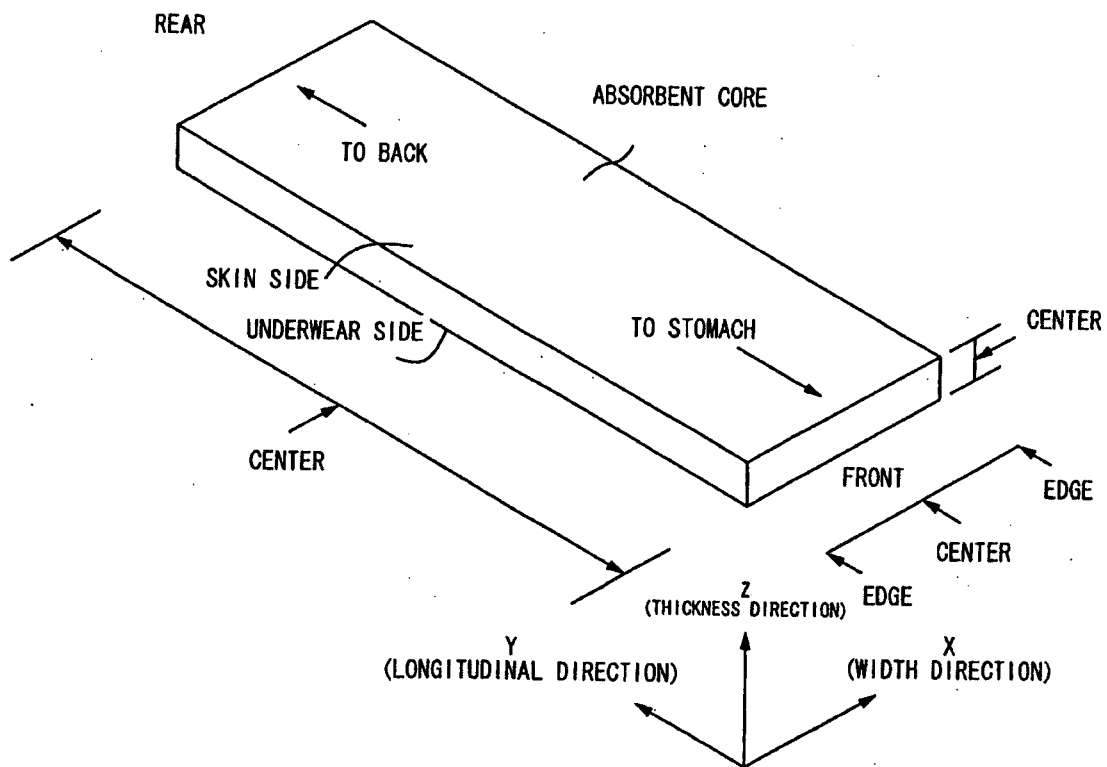 REAR
ABSORBENT CORE
TO BACK
SKIN SIDE
UNDERWEAR SIDE
TO STOMACH
CENTER
CENTER
FRONT
EDGE
CENTER
EDGE
Z
(THICKNESS DIRECTION)
Y
(LONGITUDINAL DIRECTION)
X
(WIDTH DIRECTION)